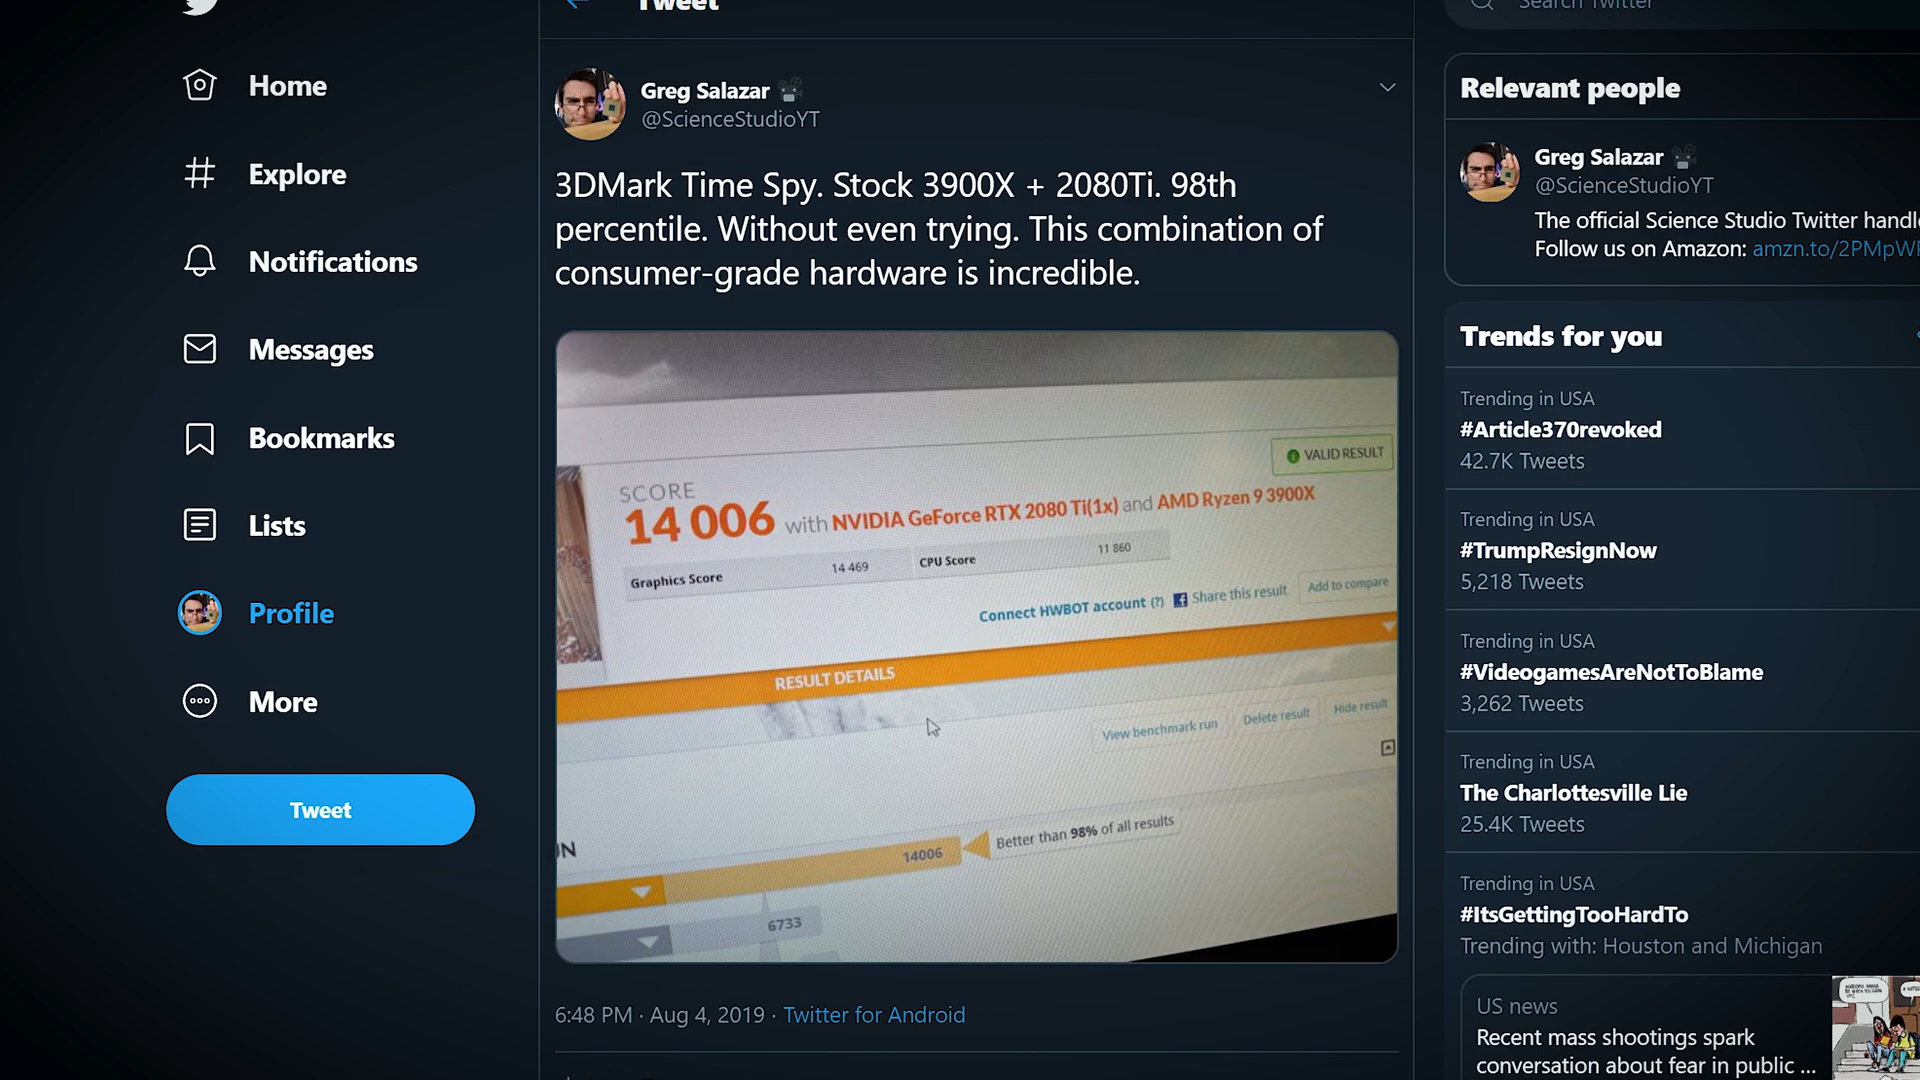 Tweet
Search Twitter
Home
Explore
Notifications
Messages
Bookmarks
Lists
Profile
More
Tweet
Greg Salazar
@ScienceStudioYT
3DMark Time Spy. Stock 3900X + 2080Ti. 98th
percentile. Without even trying. This combination of
consumer-grade hardware is incredible.
VALID RESULT
SCORE
14 006 with NVIDIA GeForce RTX 2080 Ti(1x) and AMD Ryzen 9 3900X
Graphics Score 14 469 CPU Score 11 860
Connect HWBOT account (?) Share this result Add to compare
RESULT DETAILS
View benchmark run Delete result Hide result
14006 Better than 98% of all results
6733
6:48 PM · Aug 4, 2019 · Twitter for Android
Relevant people
Greg Salazar
@ScienceStudioYT
The official Science Studio Twitter
Follow us on Amazon: amzn.to/2PMpW
Trends for you
Trending in USA
#Article370revoked
42.7K Tweets
Trending in USA
#TrumpResignNow
5,218 Tweets
Trending in USA
#VideogamesAreNotToBlame
3,262 Tweets
Trending in USA
The Charlottesville Lie
25.4K Tweets
Trending in USA
#ItsGettingTooHardTo
Trending with: Houston and Michigan
US news
Recent mass shootings spark
conversation about fear in public ...